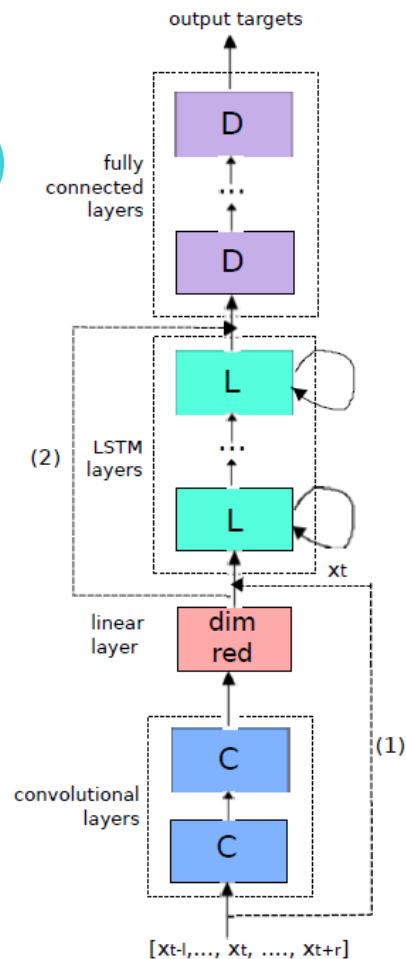 output targets
D
fully
connected
layers
...
D
L
(2)
LSTM
layers
...
L
xt
linear
layer
dim
red
(1)
C
convolutional
layers
C
[xt-l,..., xt, ...., xt+r]